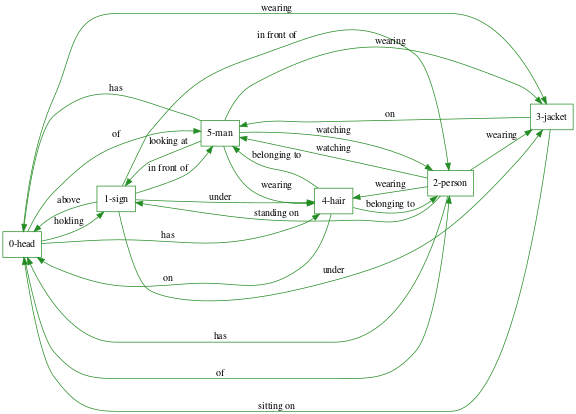 wearing
in front of
wearing
has
3-jacket
on
of
5-man
watching
looking at
watching
belonging to
wearing
in front of
2-person
wearing
wearing
above
1-sign
under
4-hair
belonging to
holding
standing on
0-head
has
under
on
has
of
sitting on